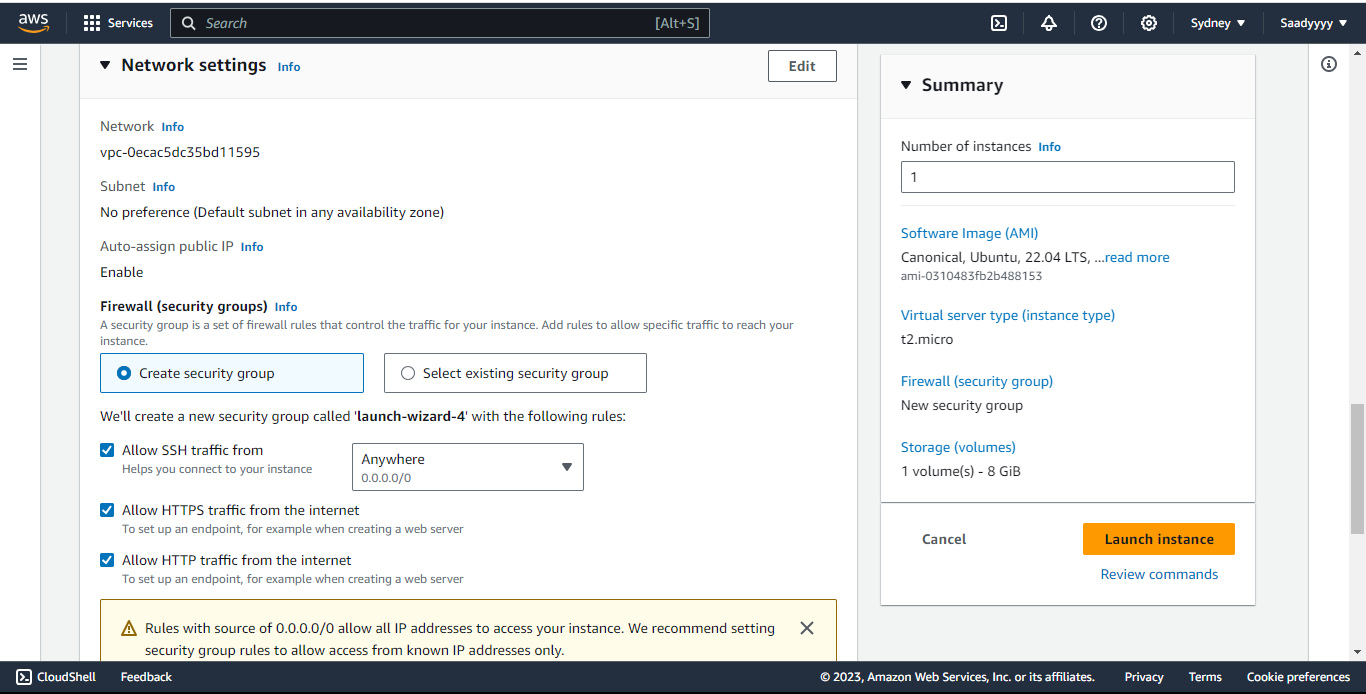 aws
Services
Search
[Alt+S]
Sydney
Saadyyyy
Network settings Info
Edit
Network Info
vpc-0ecac5dc35bd11595
Subnet Info
No preference (Default subnet in any availability zone)
Auto-assign public IP Info
Enable
Firewall (security groups) Info
A security group is a set of firewall rules that control the traffic for your instance. Add rules to allow specific traffic to reach your
instance.
Create security group
Select existing security group
We'll create a new security group called 'launch-wizard-4' with the following rules:
Allow SSH traffic from
Helps you connect to your instance
Anywhere
0.0.0.0/0
Allow HTTPS traffic from the internet
To set up an endpoint, for example when creating a web server
Allow HTTP traffic from the internet
To set up an endpoint, for example when creating a web server
Rules with source of 0.0.0.0/0 allow all IP addresses to access your instance. We recommend setting
security group rules to allow access from known IP addresses only.
Summary
Number of instances Info
1
Software Image (AMI)
Canonical, Ubuntu, 22.04 LTS, ...read more
ami-0310483fb2b488153
Virtual server type (instance type)
t2.micro
Firewall (security group)
New security group
Storage (volumes)
1 volume(s) - 8 GiB
Cancel
Launch instance
Review commands
CloudShell
Feedback
© 2023, Amazon Web Services, Inc. or its affiliates.
Privacy
Terms
Cookie preferences